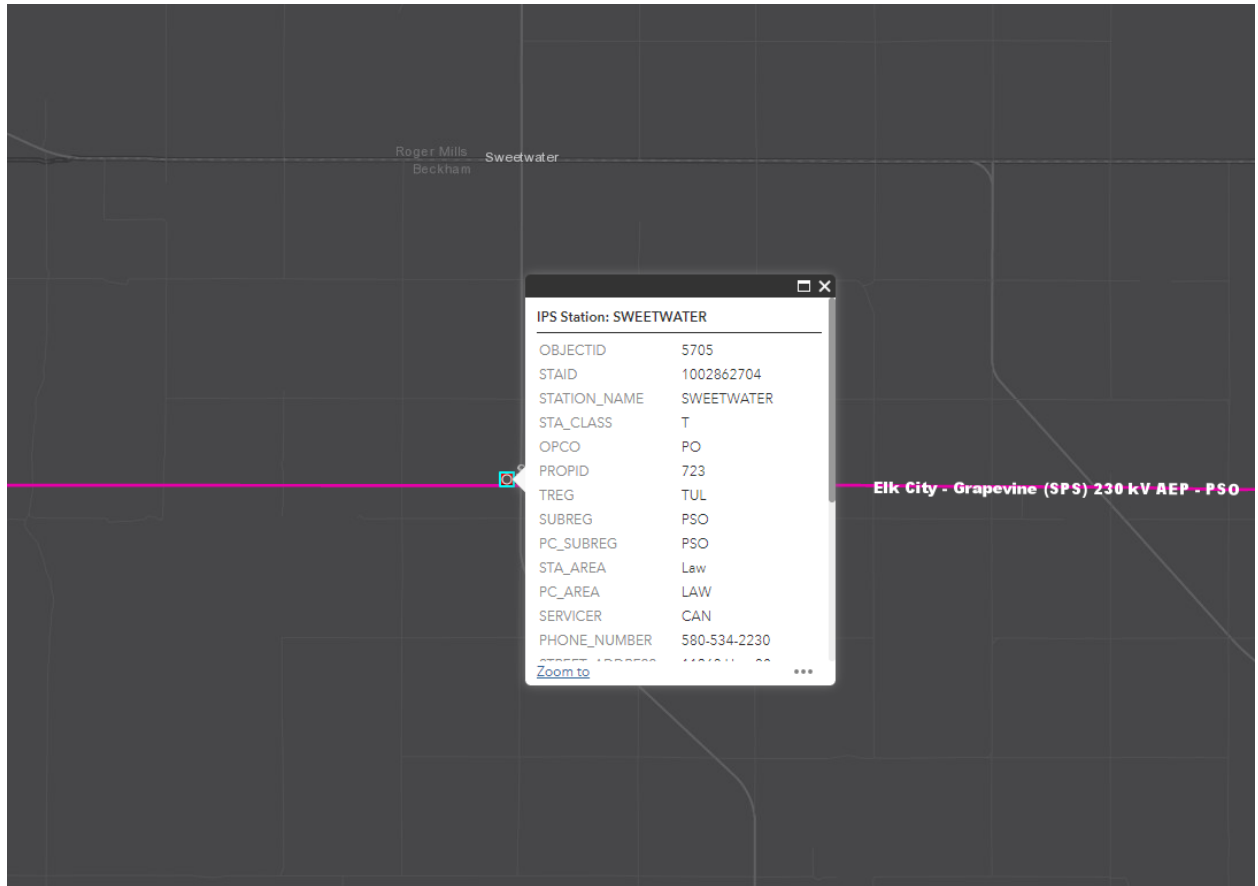 Roger Mills
Sweetwater
Beckham
IPS Station: SWEETWATER
OBJECTID 5705
STAID 1002862704
STATION_NAME SWEETWATER
STA_CLASS T
OPCO PO
PROPID 723
TREG TUL
SUBREG PSO
PC_SUBREG PSO
STA_AREA Law
PC_AREA LAW
SERVICER CAN
PHONE_NUMBER 580-534-2230
Zoom to
Elk City - Grapevine (SPS) 230 kV AEP - PSO